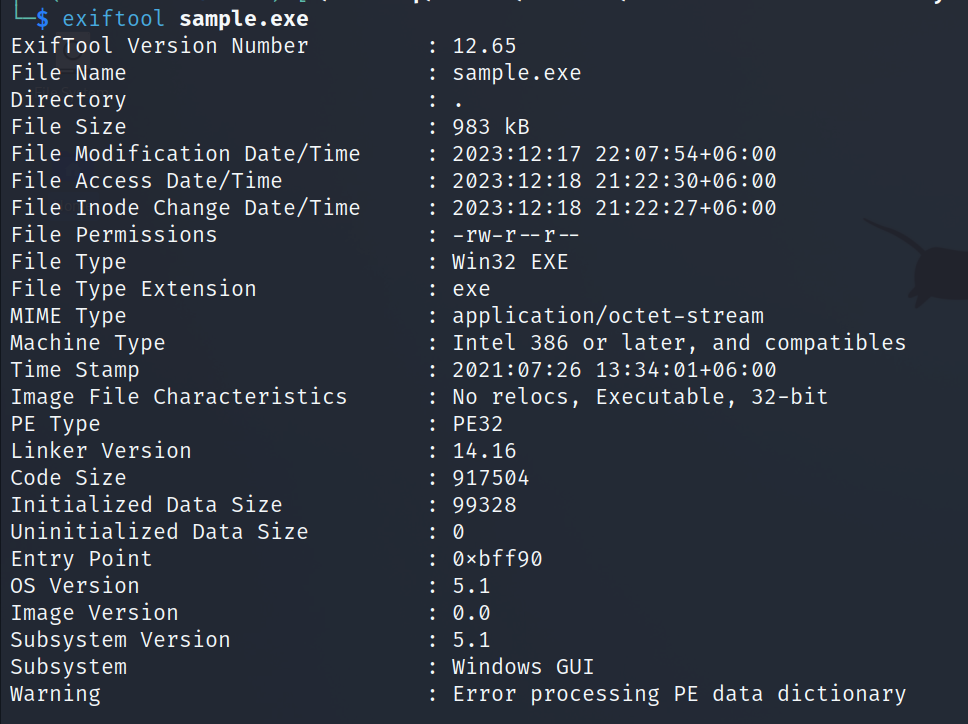 └─$ exiftool sample.exe
ExifTool Version Number : 12.65
File Name : sample.exe
Directory : .
File Size : 983 kB
File Modification Date/Time : 2023:12:17 22:07:54+06:00
File Access Date/Time : 2023:12:18 21:22:30+06:00
File Inode Change Date/Time : 2023:12:18 21:22:27+06:00
File Permissions : -rw-r--r--
File Type : Win32 EXE
File Type Extension : exe
MIME Type : application/octet-stream
Machine Type : Intel 386 or later, and compatibles
Time Stamp : 2021:07:26 13:34:01+06:00
Image File Characteristics : No relocs, Executable, 32-bit
PE Type : PE32
Linker Version : 14.16
Code Size : 917504
Initialized Data Size : 99328
Uninitialized Data Size : 0
Entry Point : 0xbff90
OS Version : 5.1
Image Version : 0.0
Subsystem Version : 5.1
Subsystem : Windows GUI
Warning : Error processing PE data dictionary